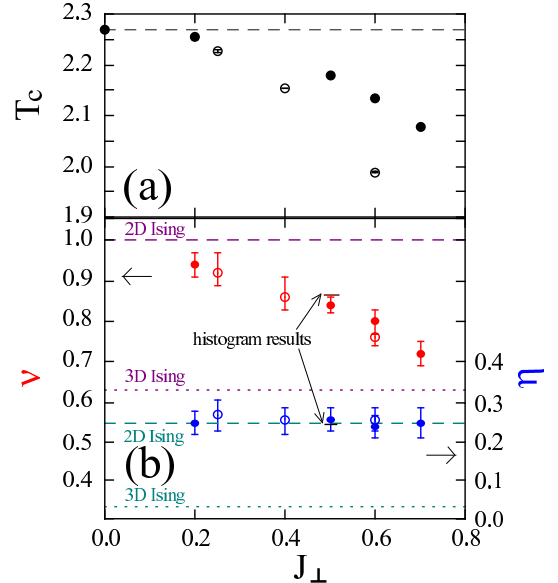 2.3
2.2
2.1
2.0
1.9
Tc
(a)
2D Ising
1.0
0.9
0.8
0.7
0.6
0.5
0.4
ν
histogram results
3D Ising
2D Ising
(b)
3D Ising
0.4
0.3
0.2
0.1
0.0
η
0.0 0.2 0.4 0.6 0.8
J⊥